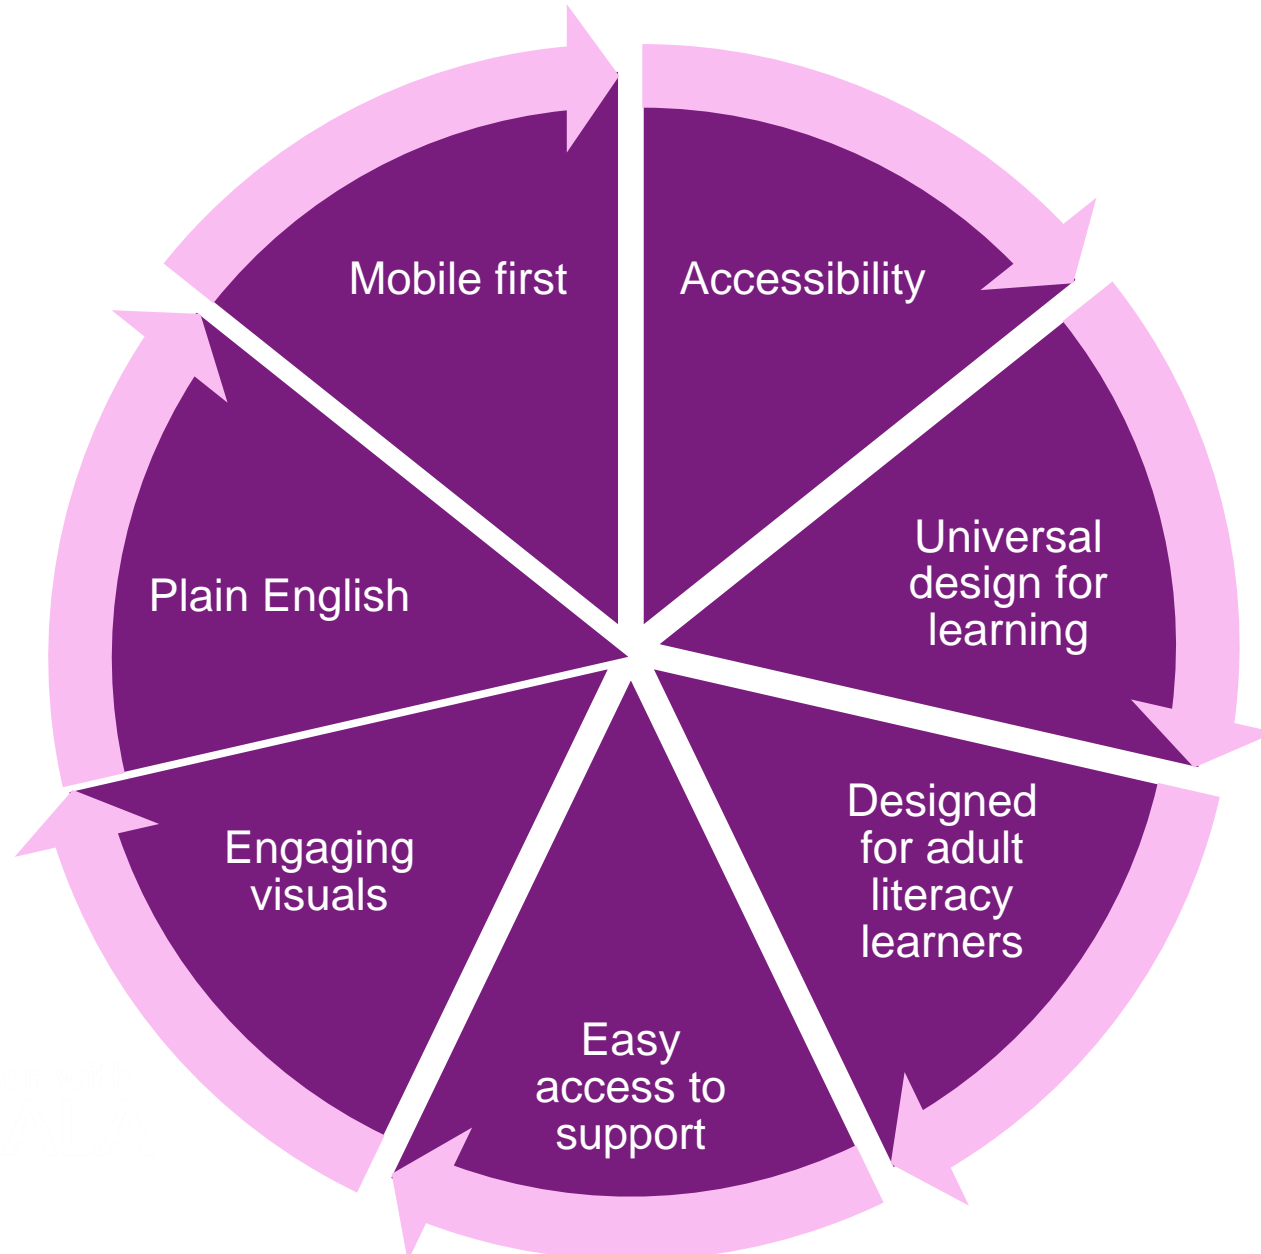 Mobile first
Accessibility
Universal
design for
learning
Designed
for adult
literacy
learners
Easy
access to
support
Engaging
visuals
Plain English